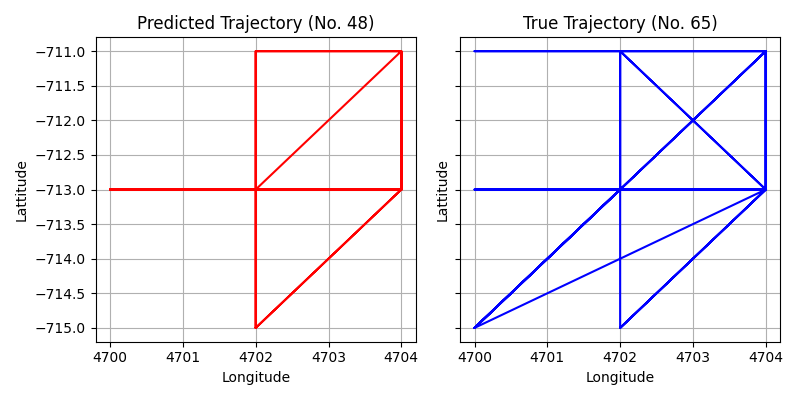 Predicted Trajectory (No. 48)
True Trajectory (No. 65)
−711.0
−711.5
−712.0
−712.5
−713.0
−713.5
−714.0
−714.5
−715.0
Lattitude
Lattitude
4700 4701 4702 4703 4704
4700 4701 4702 4703 4704
Longitude
Longitude